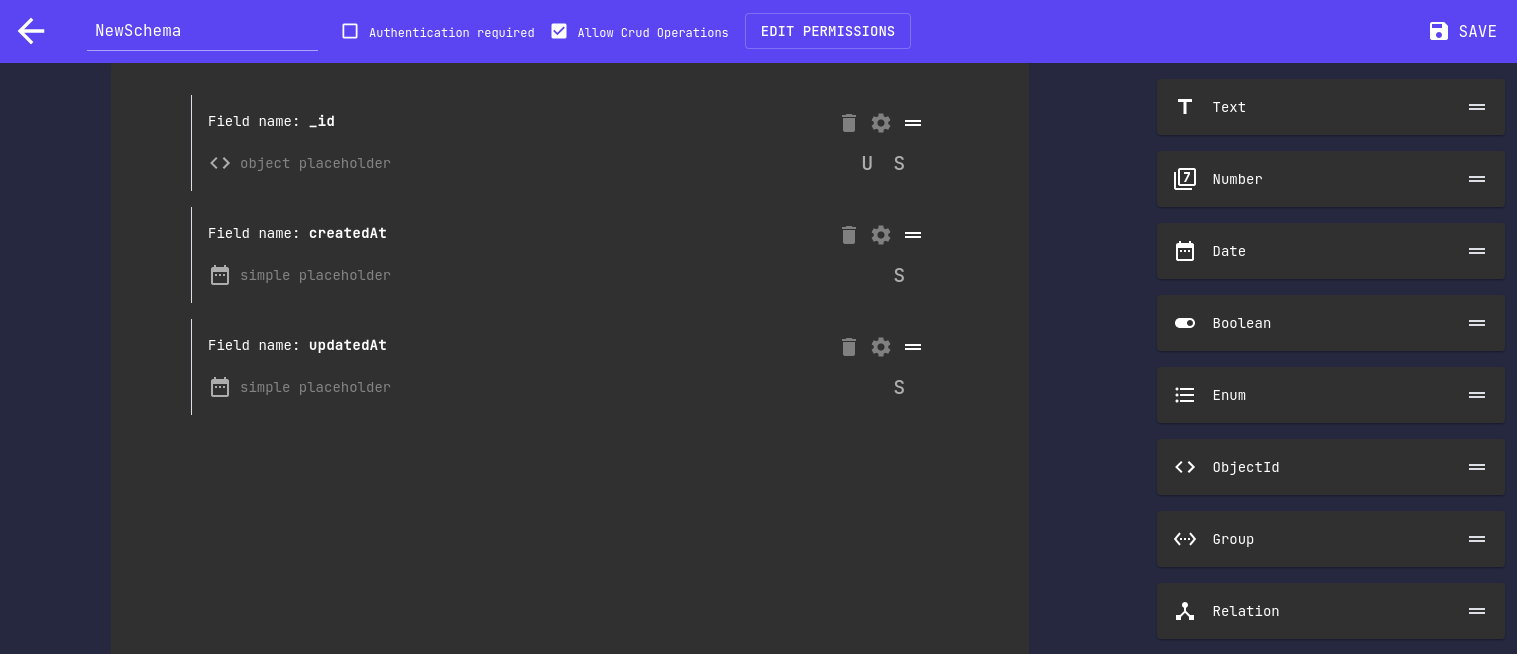 NewSchema
Authentication required
Allow Crud Operations
EDIT PERMISSIONS
SAVE
Field name: _id
object placeholder
U S
Field name: createdAt
simple placeholder
S
Field name: updatedAt
simple placeholder
S
Text
7 Number
Date
Boolean
Enum
ObjectId
Group
Relation